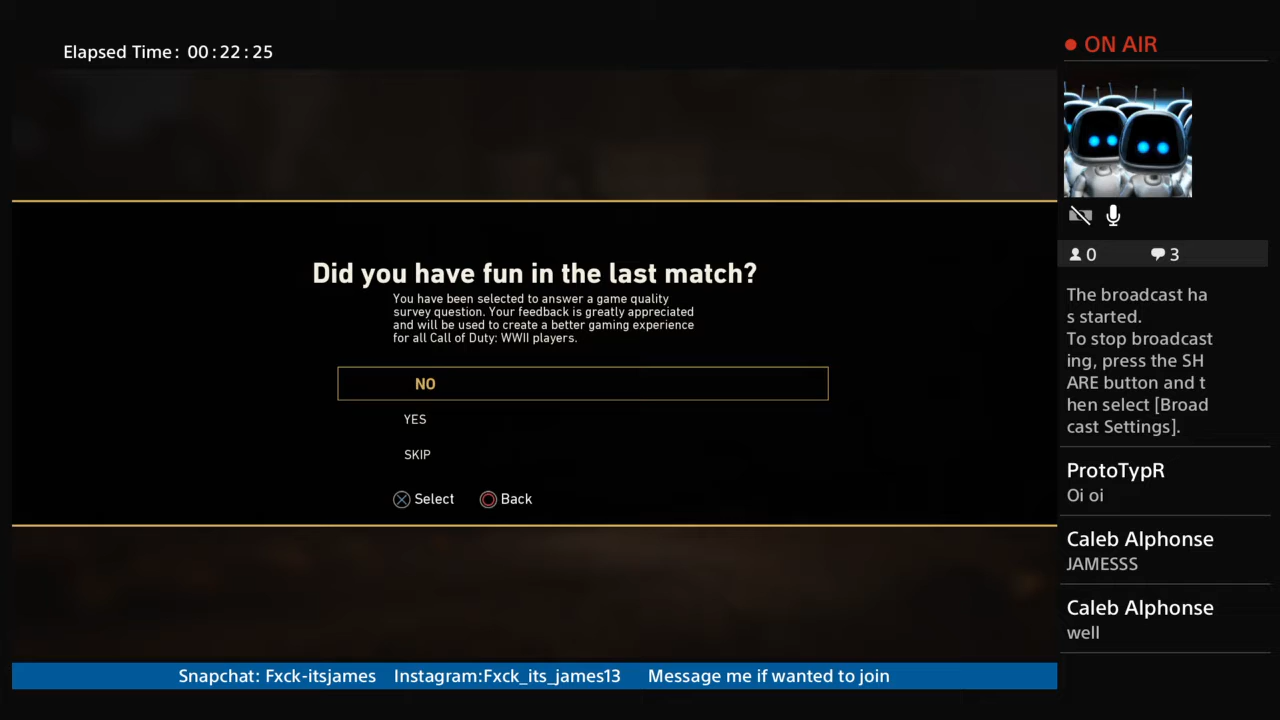 Elapsed Time: 00:22:25
ON AIR
0 3
Did you have fun in the last match?
You have been selected to answer a game quality
survey question. Your feedback is greatly appreciated
and will be used to create a better gaming experience
for all Call of Duty: WWII players.
NO
YES
SKIP
Select Back
The broadcast ha
s started.
To stop broadcast
ing, press the SH
ARE button and t
hen select [Broad
cast Settings].
ProtoTypR
Oi oi
Caleb Alphonse
JAMESSS
Caleb Alphonse
well
Snapchat: Fxck-itsjames Instagram:Fxck_its_james13 Message me if wanted to join